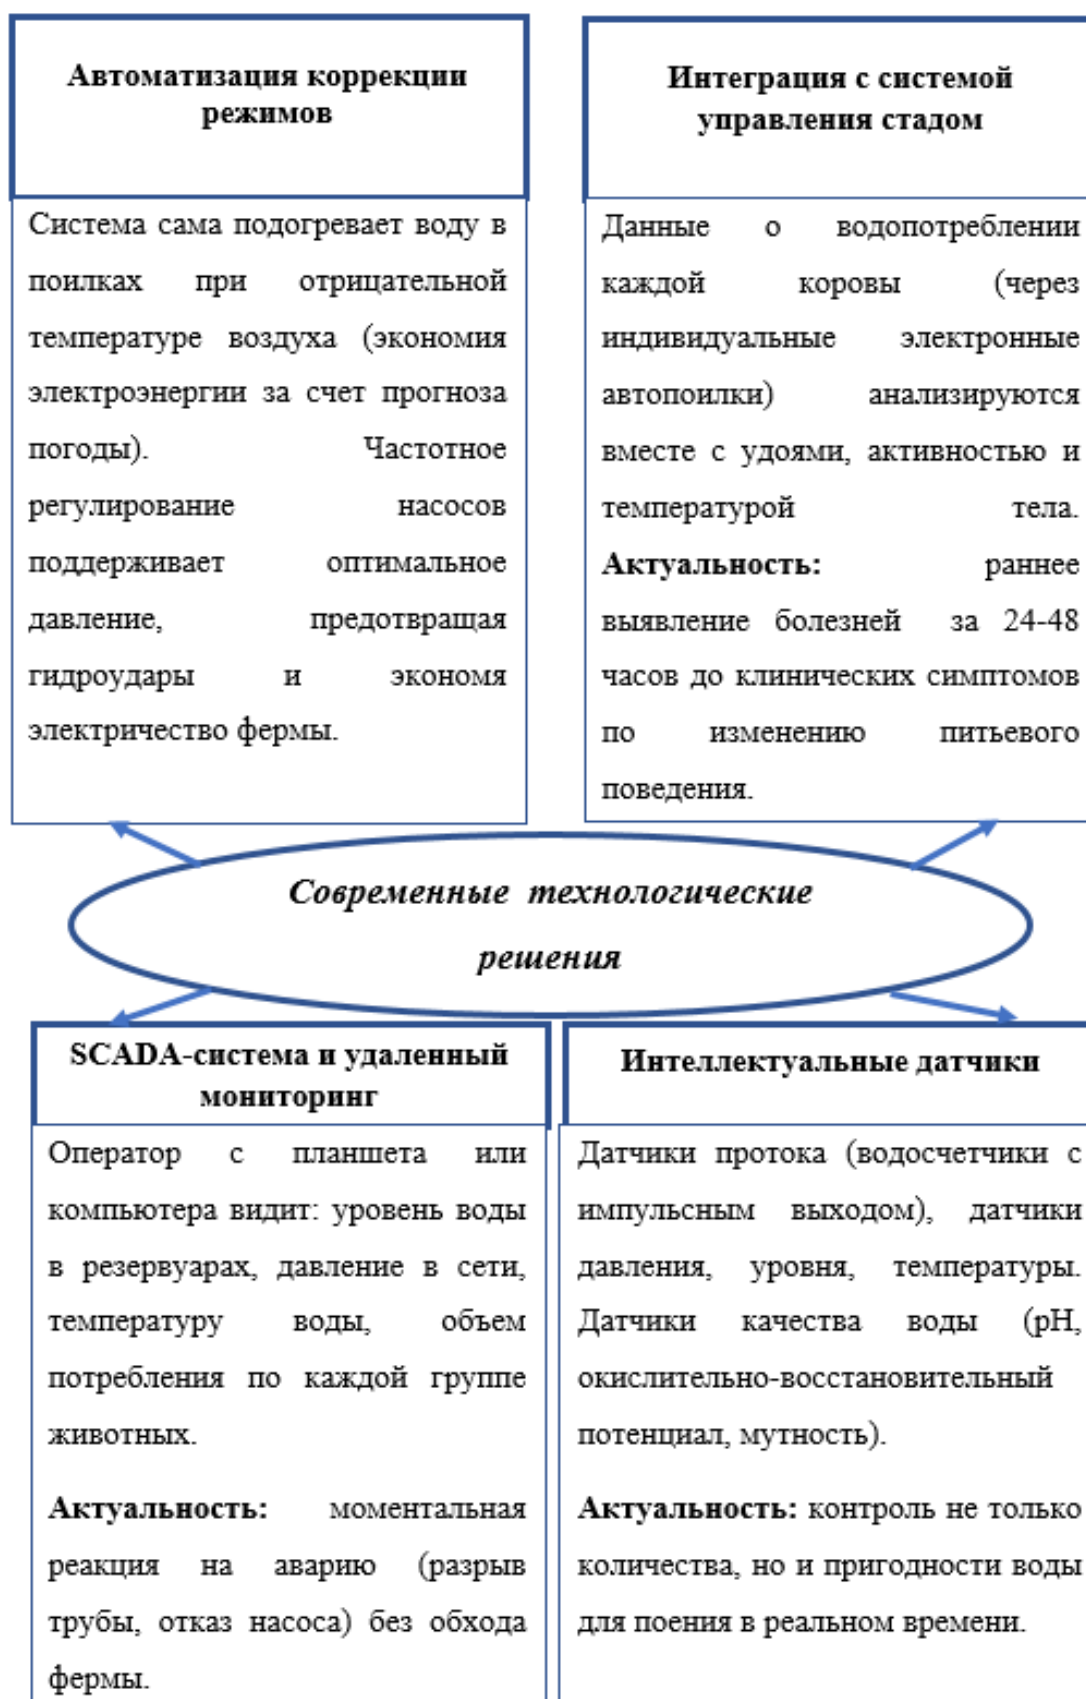 Автоматизация коррекции
режимов
Система сама подогревает воду в
поилках при отрицательной
температуре воздуха (экономия
электроэнергии за счет прогноза
погоды). Частотное
регулирование насосов
поддерживает оптимальное
давление, предотвращая
гидроудары и экономя
электричество фермы.
Интеграция с системой
управления стадом
Данные о водопотреблении
каждой коровы (через
индивидуальные электронные
автопоилки) анализируются
вместе с удоями, активностью и
температурой тела.
Актуальность: раннее
выявление болезней за 24-48
часов до клинических симптомов
по изменению питьевого
поведения.
Современные технологические
решения
SCADA-система и удаленный
мониторинг
Оператор с планшета или
компьютера видит: уровень воды
в резервуарах, давление в сети,
температуру воды, объем
потребления по каждой группе
животных.
Актуальность: моментальная
реакция на аварию (разрыв
трубы, отказ насоса) без обхода
фермы.
Интеллектуальные датчики
Датчики протока (водосчетчики с
импульсным выходом), датчики
давления, уровня, температуры.
Датчики качества воды (pH,
окислительно-восстановительный
потенциал, мутность).
Актуальность: контроль не только
количества, но и пригодности воды
для поения в реальном времени.